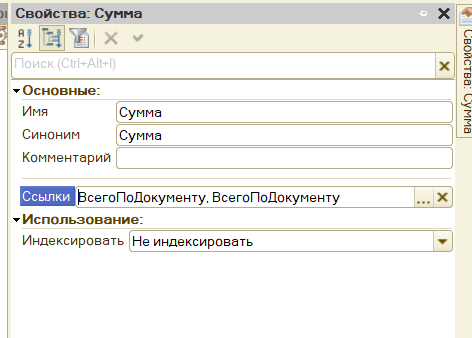 Свойства: Сумма
Поиск (Ctrl+Alt+I)
Основные:
Имя Сумма
Синоним Сумма
Комментарий
Ссылки ВсегоПоДокументу, ВсегоПоДокументу ...
Использование:
Индексировать Не индексировать
Свойства: Сумма